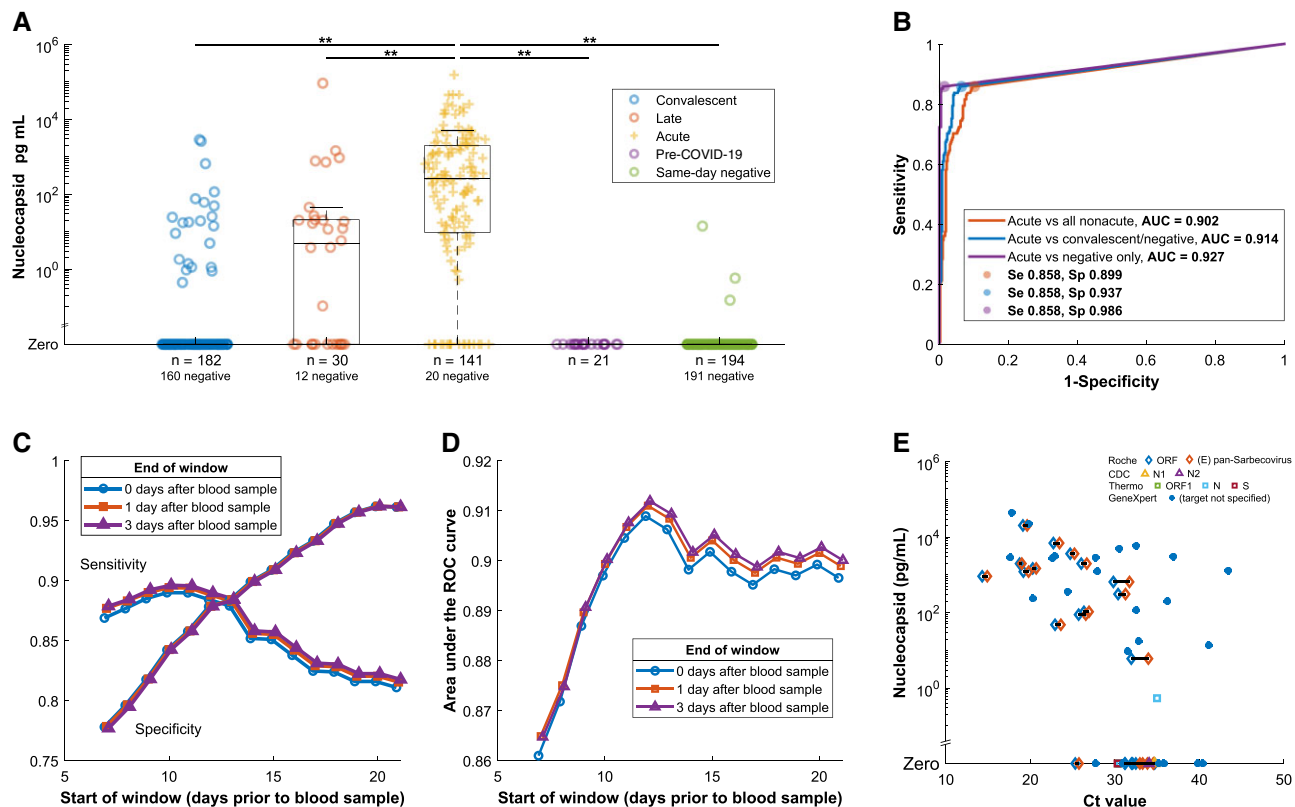 A
Nucleocapsid pg mL
10^6
10^4
10^2
10^0
Zero
**
**
**
**
Convalescent
Late
Acute
Pre-COVID-19
Same-day negative
n = 182
160 negative
n = 30
12 negative
n = 141
20 negative
n = 21
n = 194
191 negative
B
Sensitivity
1
0.8
0.6
0.4
0.2
0
Acute vs all nonacute, AUC = 0.902
Acute vs convalescent/negative, AUC = 0.914
Acute vs negative only, AUC = 0.927
Se 0.858, Sp 0.899
Se 0.858, Sp 0.937
Se 0.858, Sp 0.986
0.2 0.4 0.6 0.8 1
1-Specificity
C
1
0.95
0.9
0.85
0.8
0.75
End of window
0 days after blood sample
1 day after blood sample
3 days after blood sample
Sensitivity
Specificity
5 10 15 20
Start of window (days prior to blood sample)
D
Area under the ROC curve
0.92
0.91
0.9
0.89
0.88
0.87
0.86
End of window
0 days after blood sample
1 day after blood sample
3 days after blood sample
5 10 15 20
Start of window (days prior to blood sample)
E
Nucleocapsid (pg/mL)
10^6
10^4
10^2
10^0
Zero
Roche ORF (E) pan-Sarbecovirus
CDC N1 N2
Thermo ORF1 N S
GeneXpert (target not specified)
10 20 30 40 50
Ct value